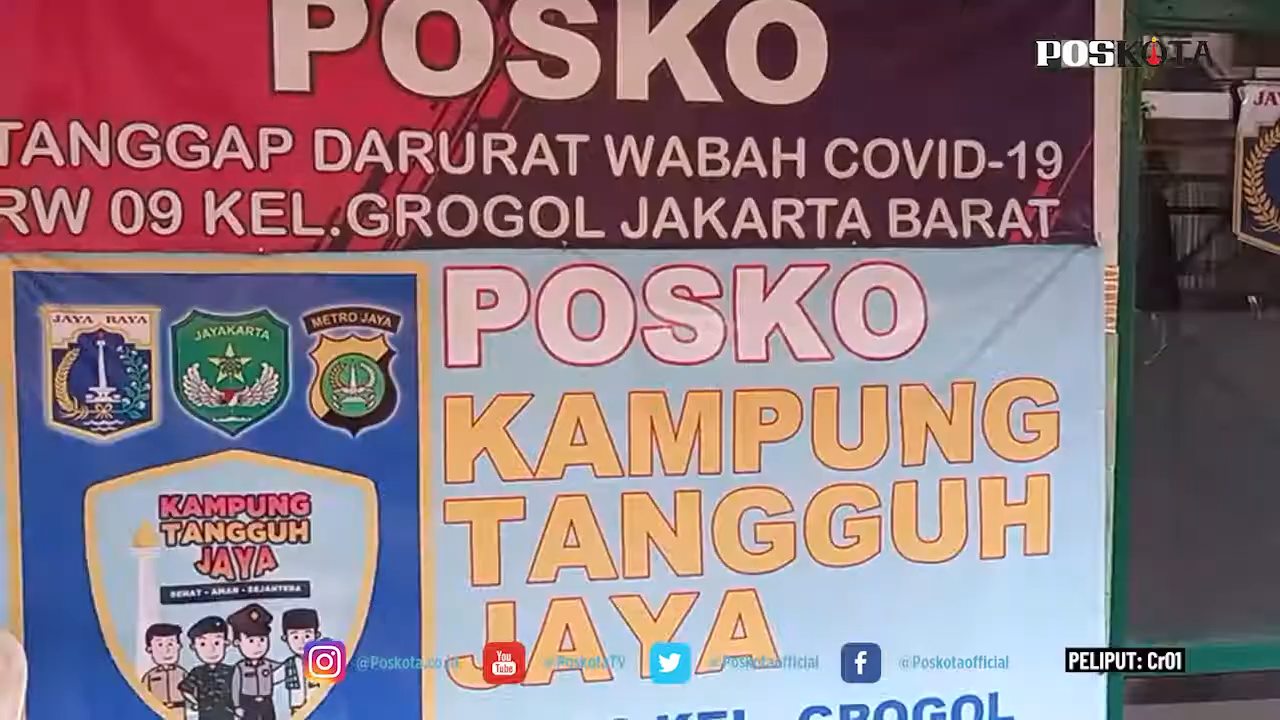 POSKO
TANGGAP DARURAT WABAH COVID-19
RW 09 KEL.GROGOL JAKARTA BARAT
POSKOTA
JAYA RAYA
JAYAKARTA
METRO JAYA
POSKO
KAMPUNG
TANGGUH
JAYA
KAMPUNG
TANGGUH
JAYA
SEHAT - AMAN - SEJAHTERA
KEL. GROGOL
@Poskota.co.id
You
Tube
@PoskotaTV
@Poskotaofficial
@Poskotaofficial
PELIPUT: Cr01